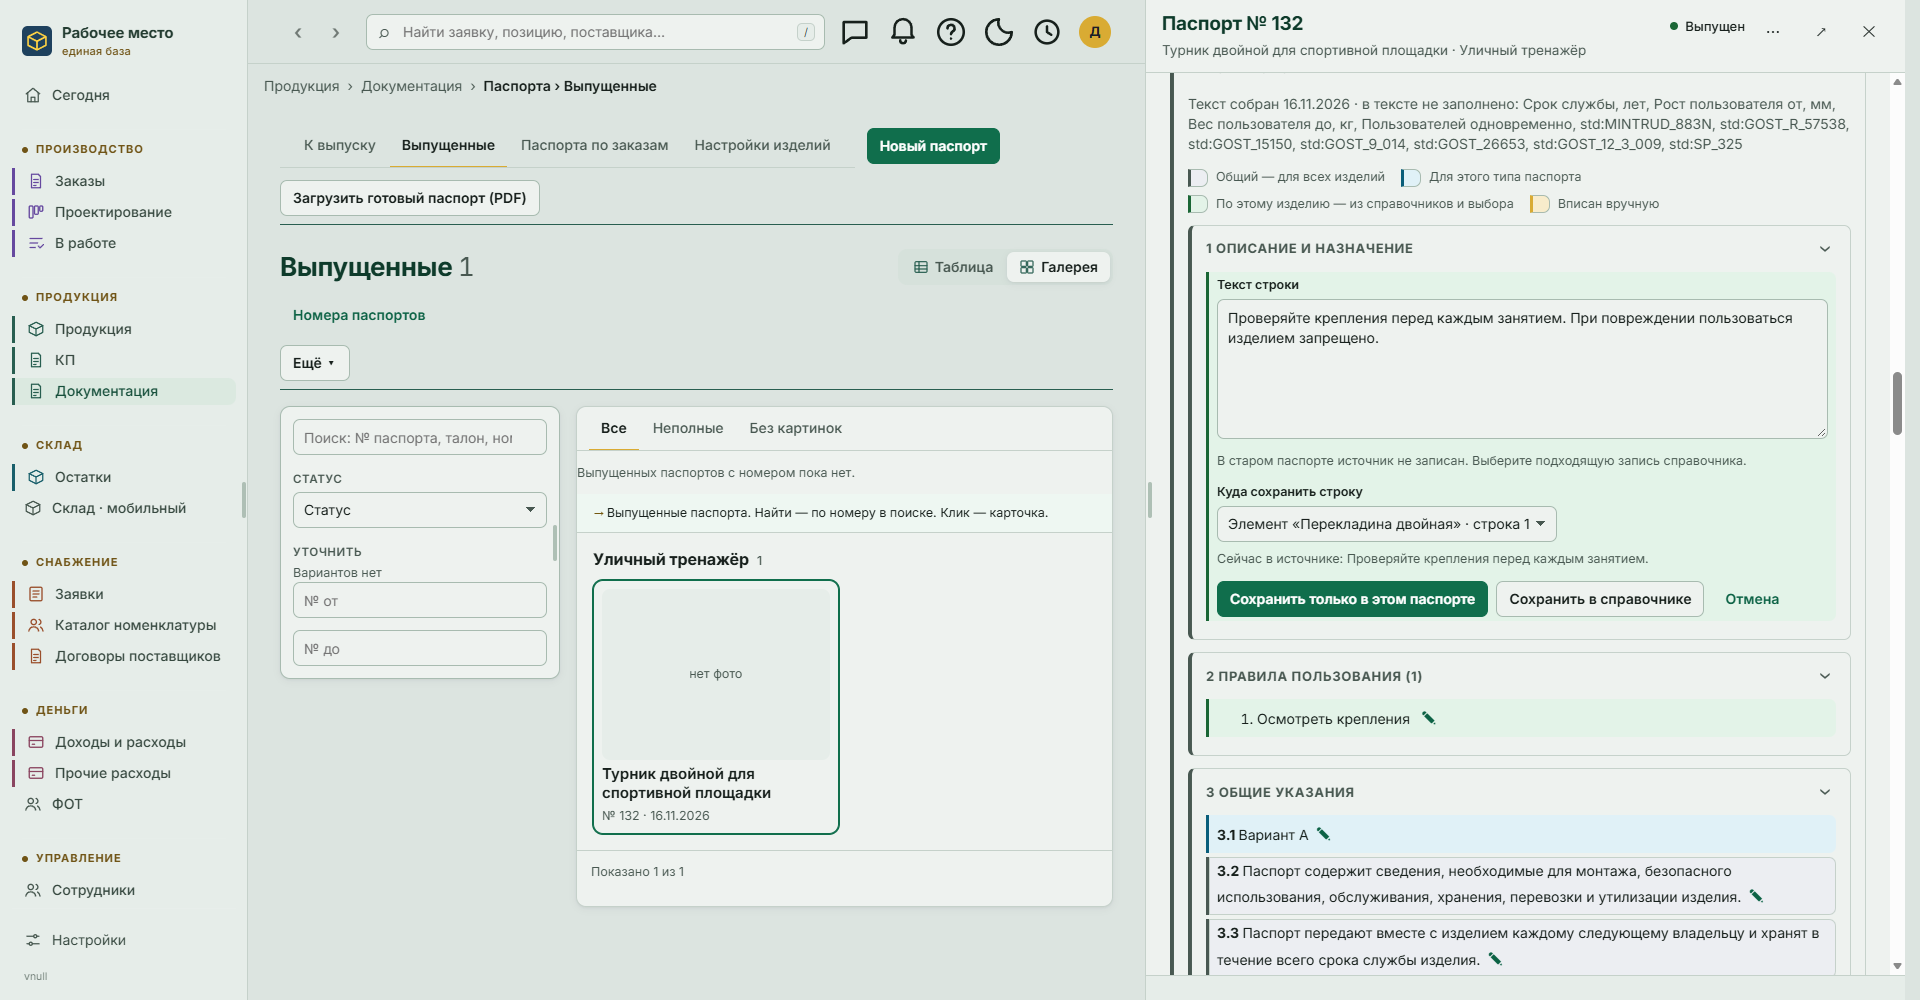 Рабочее место
единая база
Сегодня
ПРОИЗВОДСТВО
Заказы
Проектирование
В работе
ПРОДУКЦИЯ
Продукция
КП
Документация
СКЛАД
Остатки
Склад · мобильный
СНАБЖЕНИЕ
Заявки
Каталог номенклатуры
Договоры поставщиков
ДЕНЬГИ
Доходы и расходы
Прочие расходы
ФОТ
УПРАВЛЕНИЕ
Сотрудники
Настройки
vnull
Найти заявку, позицию, поставщика...
/
Д
Продукция › Документация › Паспорта › Выпущенные
К выпуску
Выпущенные
Паспорта по заказам
Настройки изделий
Новый паспорт
Загрузить готовый паспорт (PDF)
Выпущенные 1
Таблица
Галерея
Номера паспортов
Ещё
Поиск: № паспорта, талон, ног
СТАТУС
Статус
УТОЧНИТЬ
Вариантов нет
№ от
№ до
Все
Неполные
Без картинок
Выпущенных паспортов с номером пока нет.
→ Выпущенные паспорта. Найти — по номеру в поиске. Клик — карточка.
Уличный тренажёр 1
нет фото
Турник двойной для
спортивной площадки
№ 132 · 16.11.2026
Показано 1 из 1
Паспорт № 132
Турник двойной для спортивной площадки · Уличный тренажёр
Выпущен
...
Текст собран 16.11.2026 · в тексте не заполнено: Срок службы, лет, Рост пользователя от, мм,
Вес пользователя до, кг, Пользователей одновременно, std:MINTRUD_883N, std:GOST_R_57538,
std:GOST_15150, std:GOST_9_014, std:GOST_26653, std:GOST_12_3_009, std:SP_325
Общий — для всех изделий
Для этого типа паспорта
По этому изделию — из справочников и выбора
Вписан вручную
1 ОПИСАНИЕ И НАЗНАЧЕНИЕ
Текст строки
Проверяйте крепления перед каждым занятием. При повреждении пользоваться
изделием запрещено.
В старом паспорте источник не записан. Выберите подходящую запись справочника.
Куда сохранить строку
Элемент «Перекладина двойная» · строка 1
Сейчас в источнике: Проверяйте крепления перед каждым занятием.
Сохранить только в этом паспорте
Сохранить в справочнике
Отмена
2 ПРАВИЛА ПОЛЬЗОВАНИЯ (1)
1. Осмотреть крепления
3 ОБЩИЕ УКАЗАНИЯ
3.1 Вариант А
3.2 Паспорт содержит сведения, необходимые для монтажа, безопасного
использования, обслуживания, хранения, перевозки и утилизации изделия.
3.3 Паспорт передают вместе с изделием каждому следующему владельцу и хранят в
течение всего срока службы изделия.